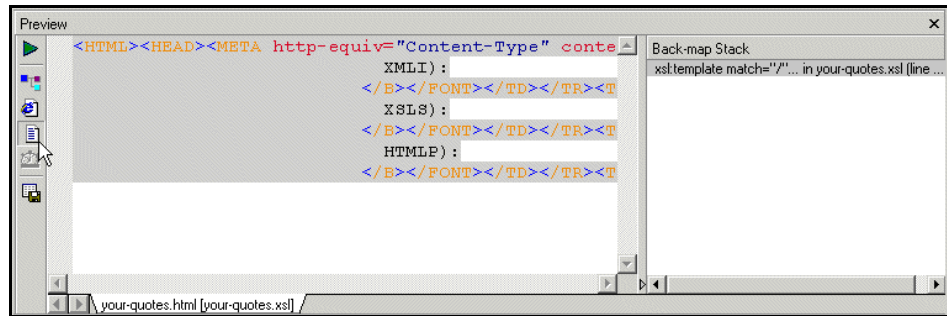 Preview
<HTML><HEAD><META http-equiv="Content-Type" conte
XMLI):
</B></FONT></TD></TR><T
XSLS):
</B></FONT></TD></TR><T
HTMLP):
</B></FONT></TD></TR><T
Back-map Stack
xsl:template match="/"... in your-quotes.xsl (line ...
your-quotes.html [your-quotes.xsl]